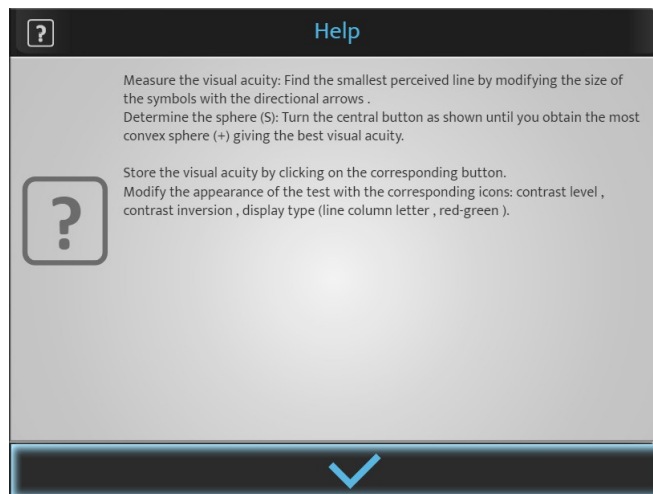 ?
Help
Measure the visual acuity: Find the smallest perceived line by modifying the size of
the symbols with the directional arrows .
Determine the sphere (S): Turn the central button as shown until you obtain the most
convex sphere (+) giving the best visual acuity.
Store the visual acuity by clicking on the corresponding button.
Modify the appearance of the test with the corresponding icons: contrast level ,
contrast inversion , display type (line column letter , red-green ).
?